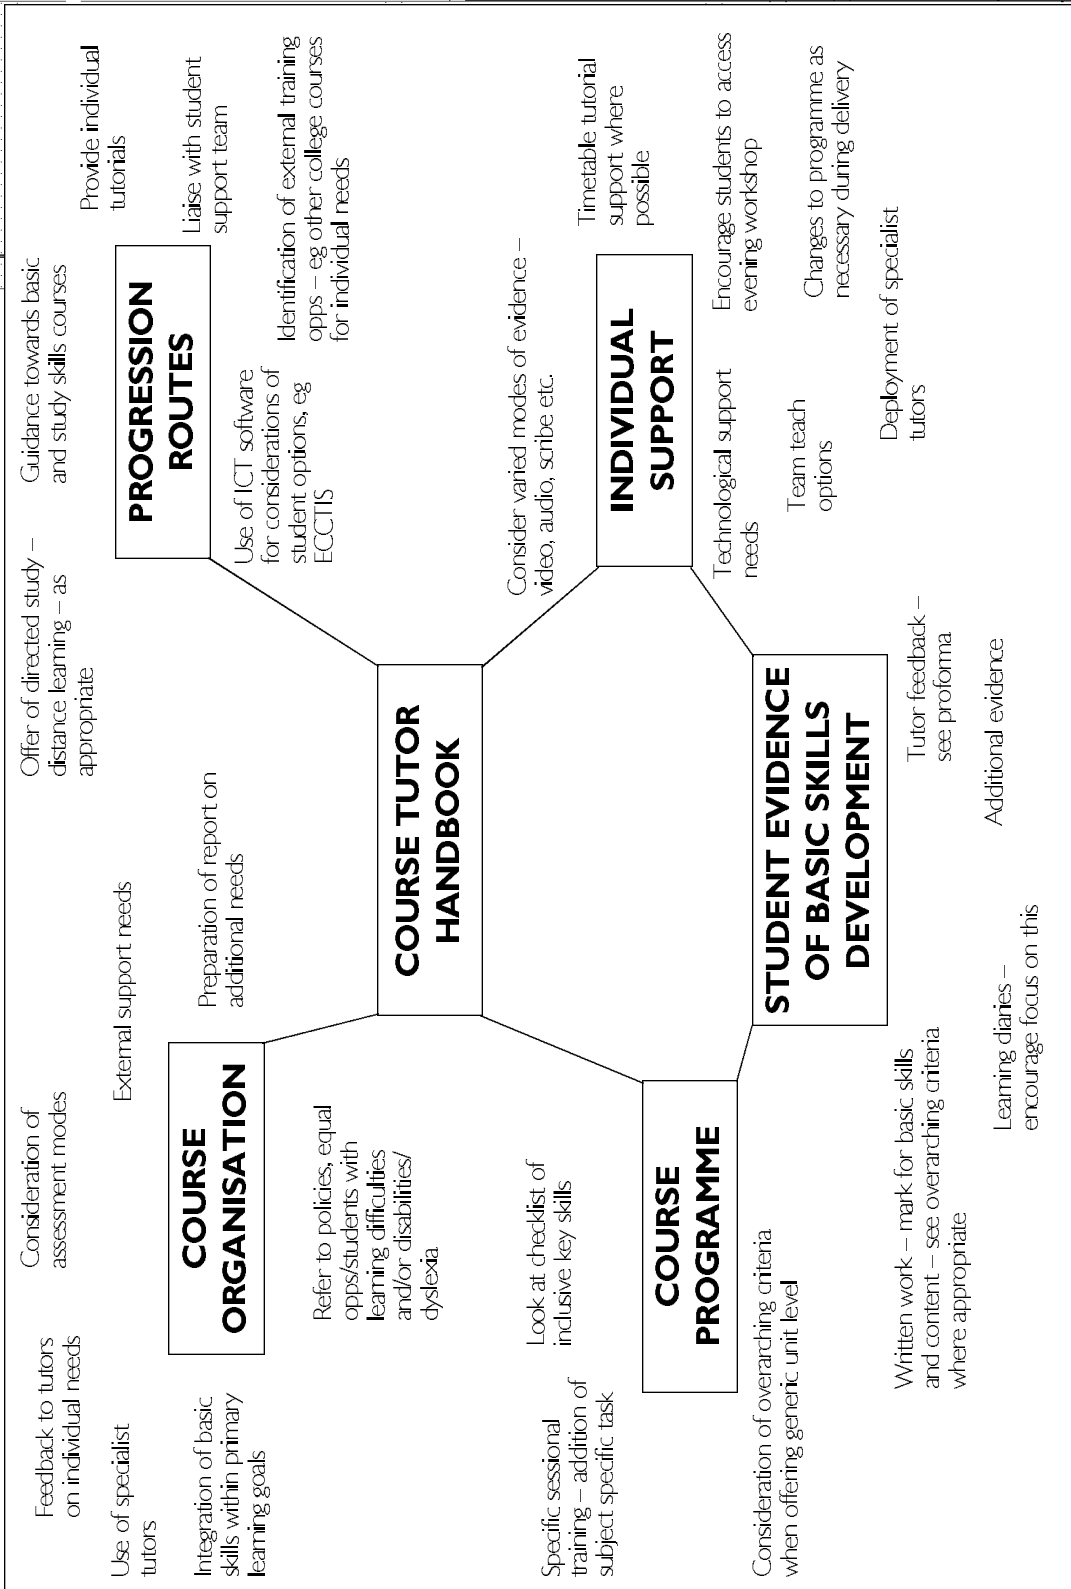 Feedback to tutors
on individual needs
Use of specialist
tutors
Integration of basic
skills within primary
learning goals
Consideration of
assessment modes
External support needs
Preparation of report on
additional needs
COURSE
ORGANISATION
Refer to policies, equal
opps/students with
learning difficulties
and/or disabilities/
dyslexia
Offer of directed study –
distance learning – as
appropriate
Guidance towards basic
and study skills courses
Provide individual
tutorials
Liaise with student
support team
PROGRESSION
ROUTES
Use of ICT software
for considerations of
student options, eg
ECCTIS
Identification of external training
opps – eg other college courses
for individual needs
COURSE TUTOR
HANDBOOK
Specific sessional
training – addition of
subject specific task
Look at checklist of
inclusive key skills
COURSE
PROGRAMME
Consideration of overarching criteria
when offering generic unit level
Consider varied modes of evidence –
video, audio, scribe etc.
Timetable tutorial
support where
possible
INDIVIDUAL
SUPPORT
Technological support
needs
Encourage students to access
evening workshop
Team teach
options
Changes to programme as
necessary during delivery
Deployment of specialist
tutors
STUDENT EVIDENCE
OF BASIC SKILLS
DEVELOPMENT
Written work – mark for basic skills
and content – see overarching criteria
where appropriate
Tutor feedback –
see proforma
Learning diaries –
encourage focus on this
Additional evidence